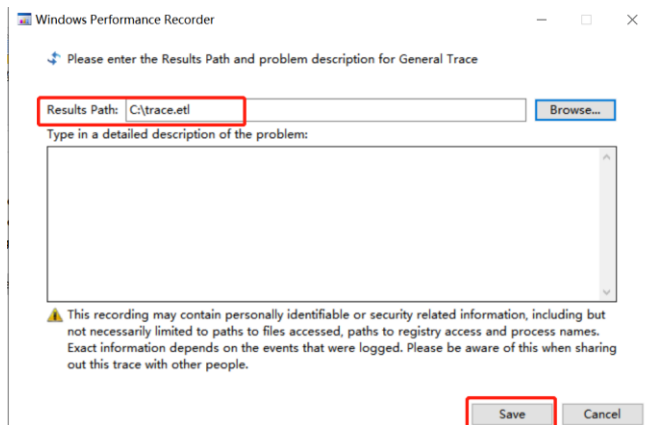 Windows Performance Recorder
Please enter the Results Path and problem description for General Trace
Results Path: C:\trace.etl Browse...
Type in a detailed description of the problem:
This recording may contain personally identifiable or security related information, including but
not necessarily limited to paths to files accessed, paths to registry access and process names.
Exact information depends on the events that were logged. Please be aware of this when sharing
out this trace with other people.
Save Cancel